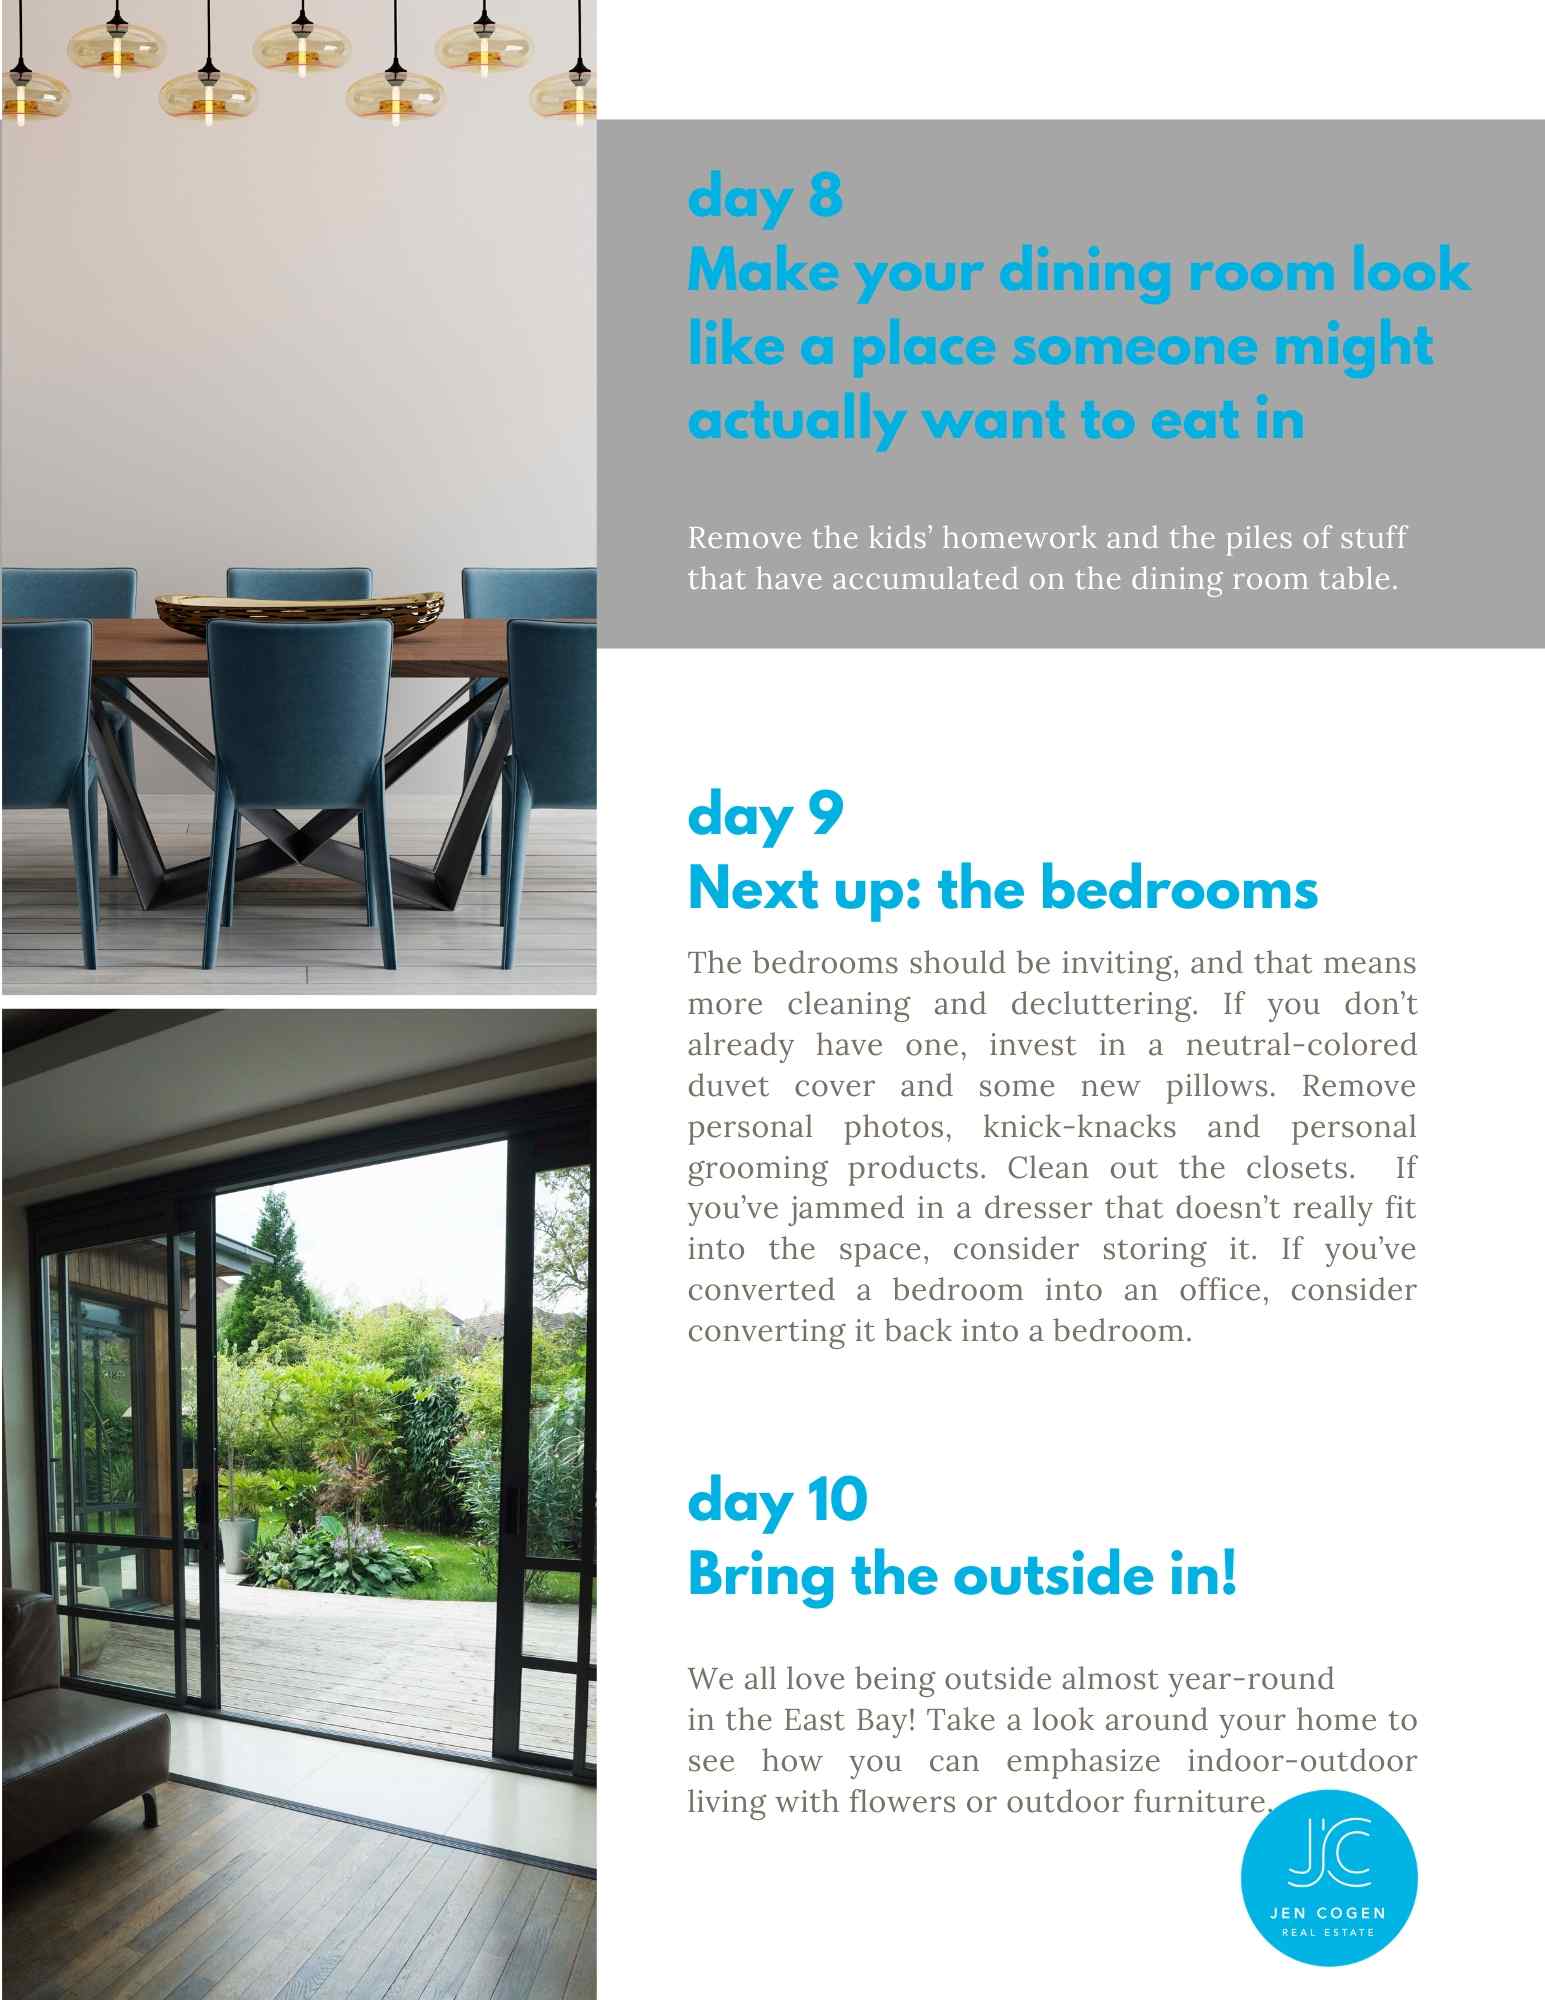 day 8
Make your dining room look
like a place someone might
actually want to eat in
Remove the kids’ homework and the piles of stuff
that have accumulated on the dining room table.
day 9
Next up: the bedrooms
The bedrooms should be inviting, and that means
more cleaning and decluttering. If you don’t
already have one, invest in a neutral-colored
duvet cover and some new pillows. Remove
personal photos, knick-knacks and personal
grooming products. Clean out the closets. If
you’ve jammed in a dresser that doesn’t really fit
into the space, consider storing it. If you’ve
converted a bedroom into an office, consider
converting it back into a bedroom.
day 10
Bring the outside in!
We all love being outside almost year-round
in the East Bay! Take a look around your home to
see how you can emphasize indoor-outdoor
living with flowers or outdoor furniture.
JC
JEN COGEN
REAL ESTATE